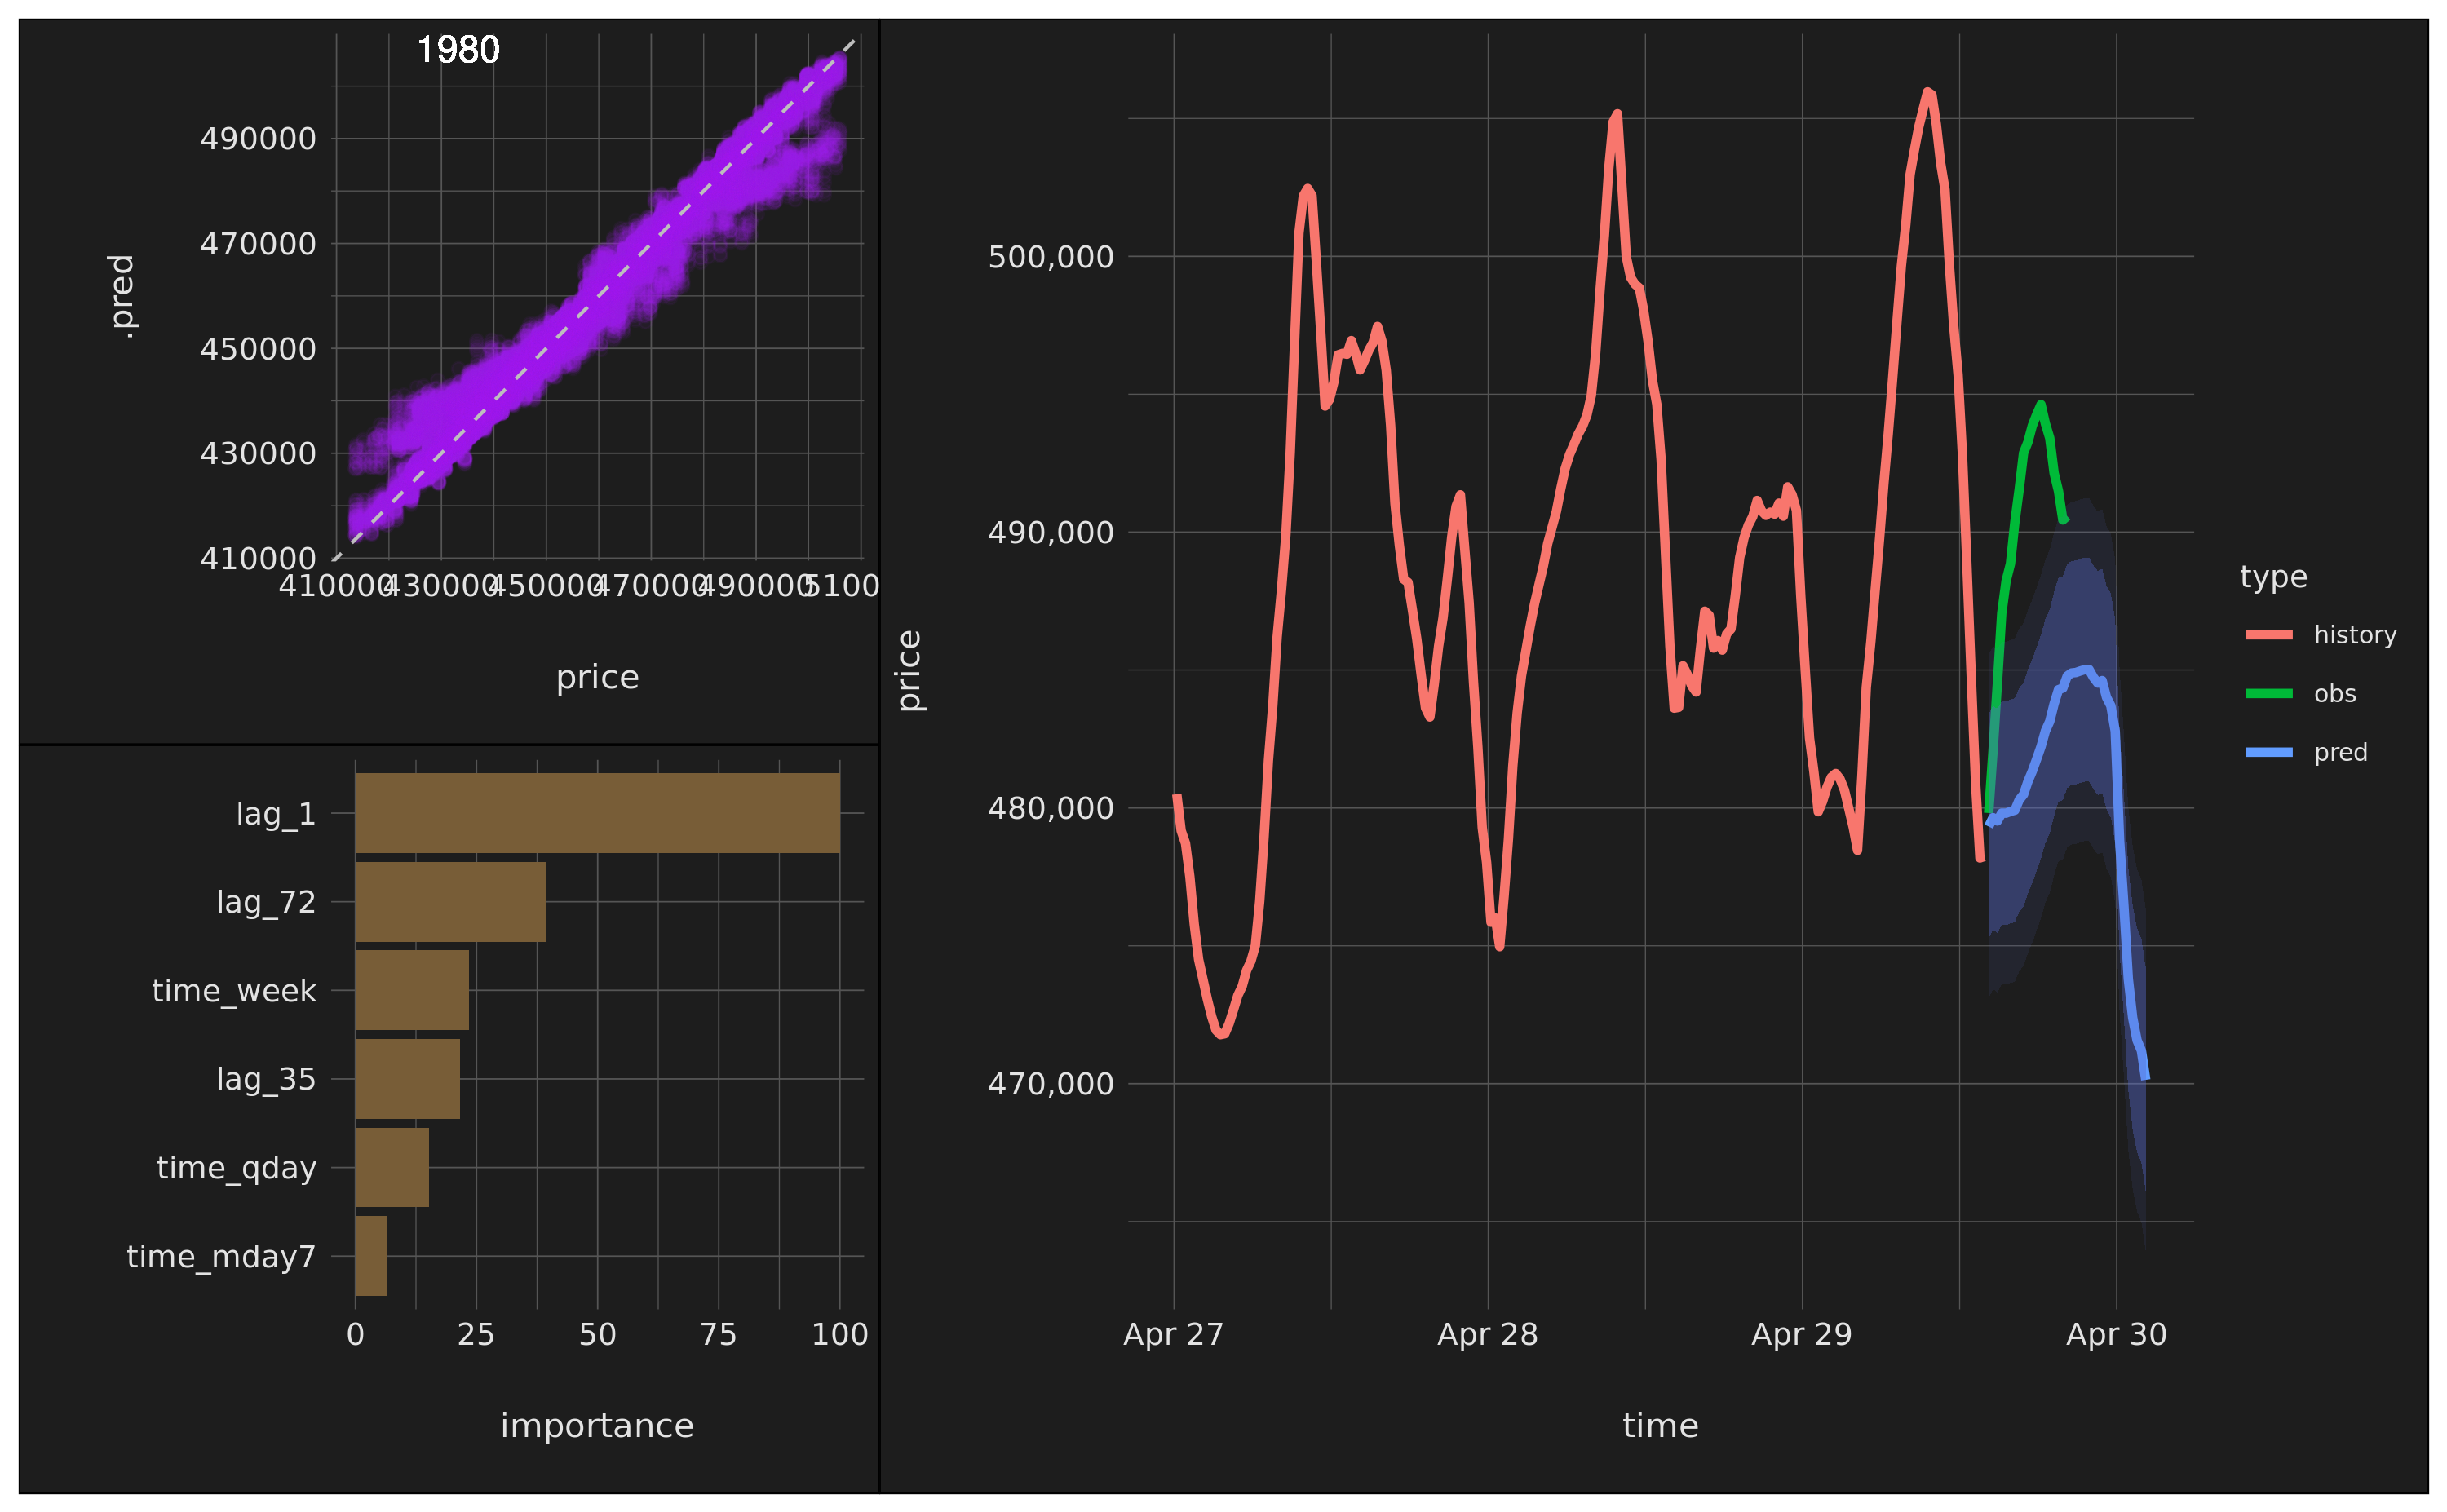 1980
.pred
490000
470000
450000
430000
410000
410000 430000 450000 470000 490000 5100
price
lag_1
lag_72
time_week
lag_35
time_qday
time_mday7
0 25 50 75 100
importance
price
500,000
490,000
480,000
470,000
Apr 27 Apr 28 Apr 29 Apr 30
time
type
history
obs
pred